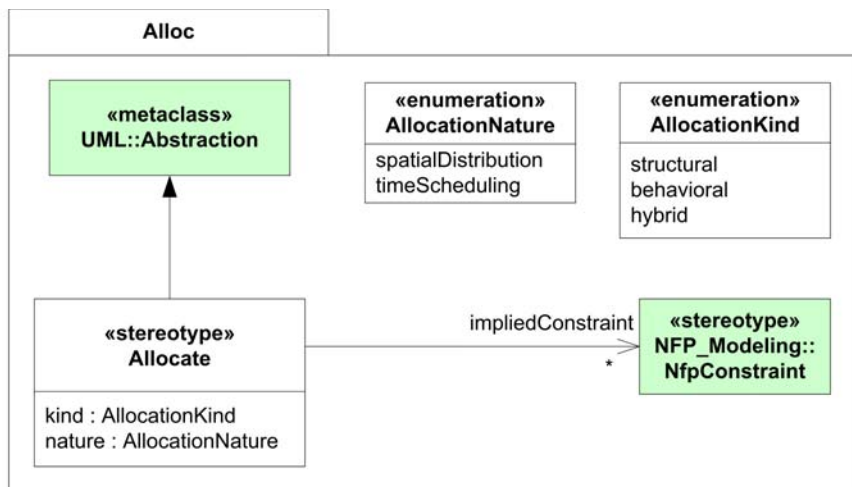 Alloc
«metaclass»
UML::Abstraction
«enumeration»
AllocationNature
spatialDistribution
timeScheduling
«enumeration»
AllocationKind
structural
behavioral
hybrid
«stereotype»
Allocate
kind : AllocationKind
nature : AllocationNature
impliedConstraint
*
«stereotype»
NFP_Modeling::
NfpConstraint